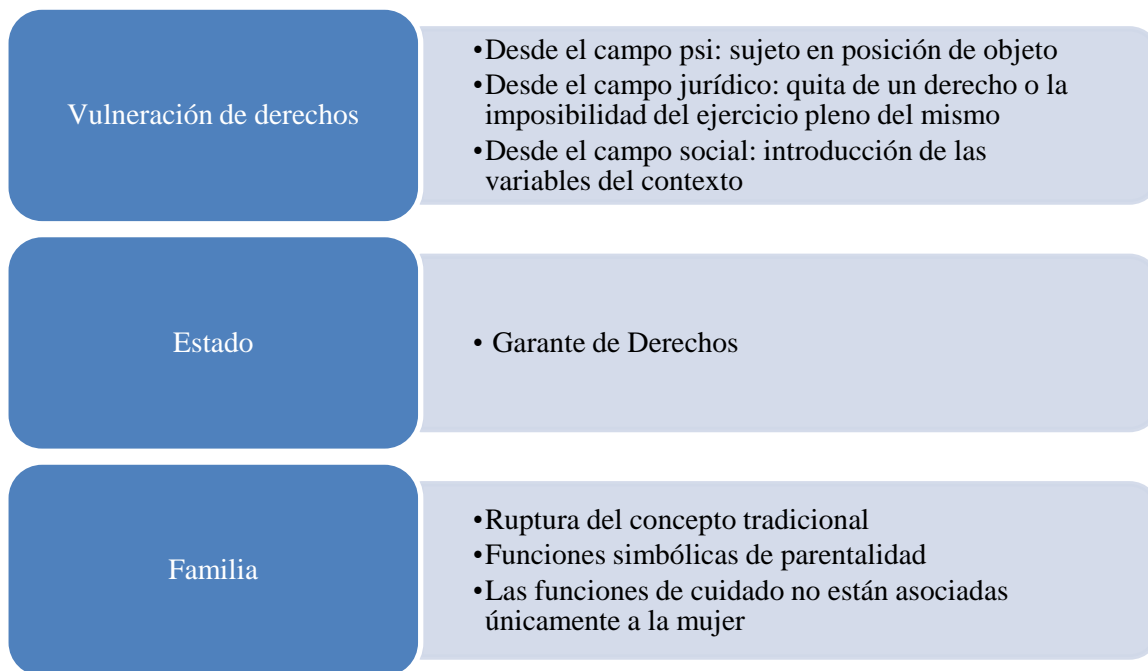 Vulneración de derechos
•Desde el campo psi: sujeto en posición de objeto
•Desde el campo jurídico: quita de un derecho o la
imposibilidad del ejercicio pleno del mismo
•Desde el campo social: introducción de las
variables del contexto
Estado
• Garante de Derechos
Familia
•Ruptura del concepto tradicional
•Funciones simbólicas de parentalidad
•Las funciones de cuidado no están asociadas
únicamente a la mujer